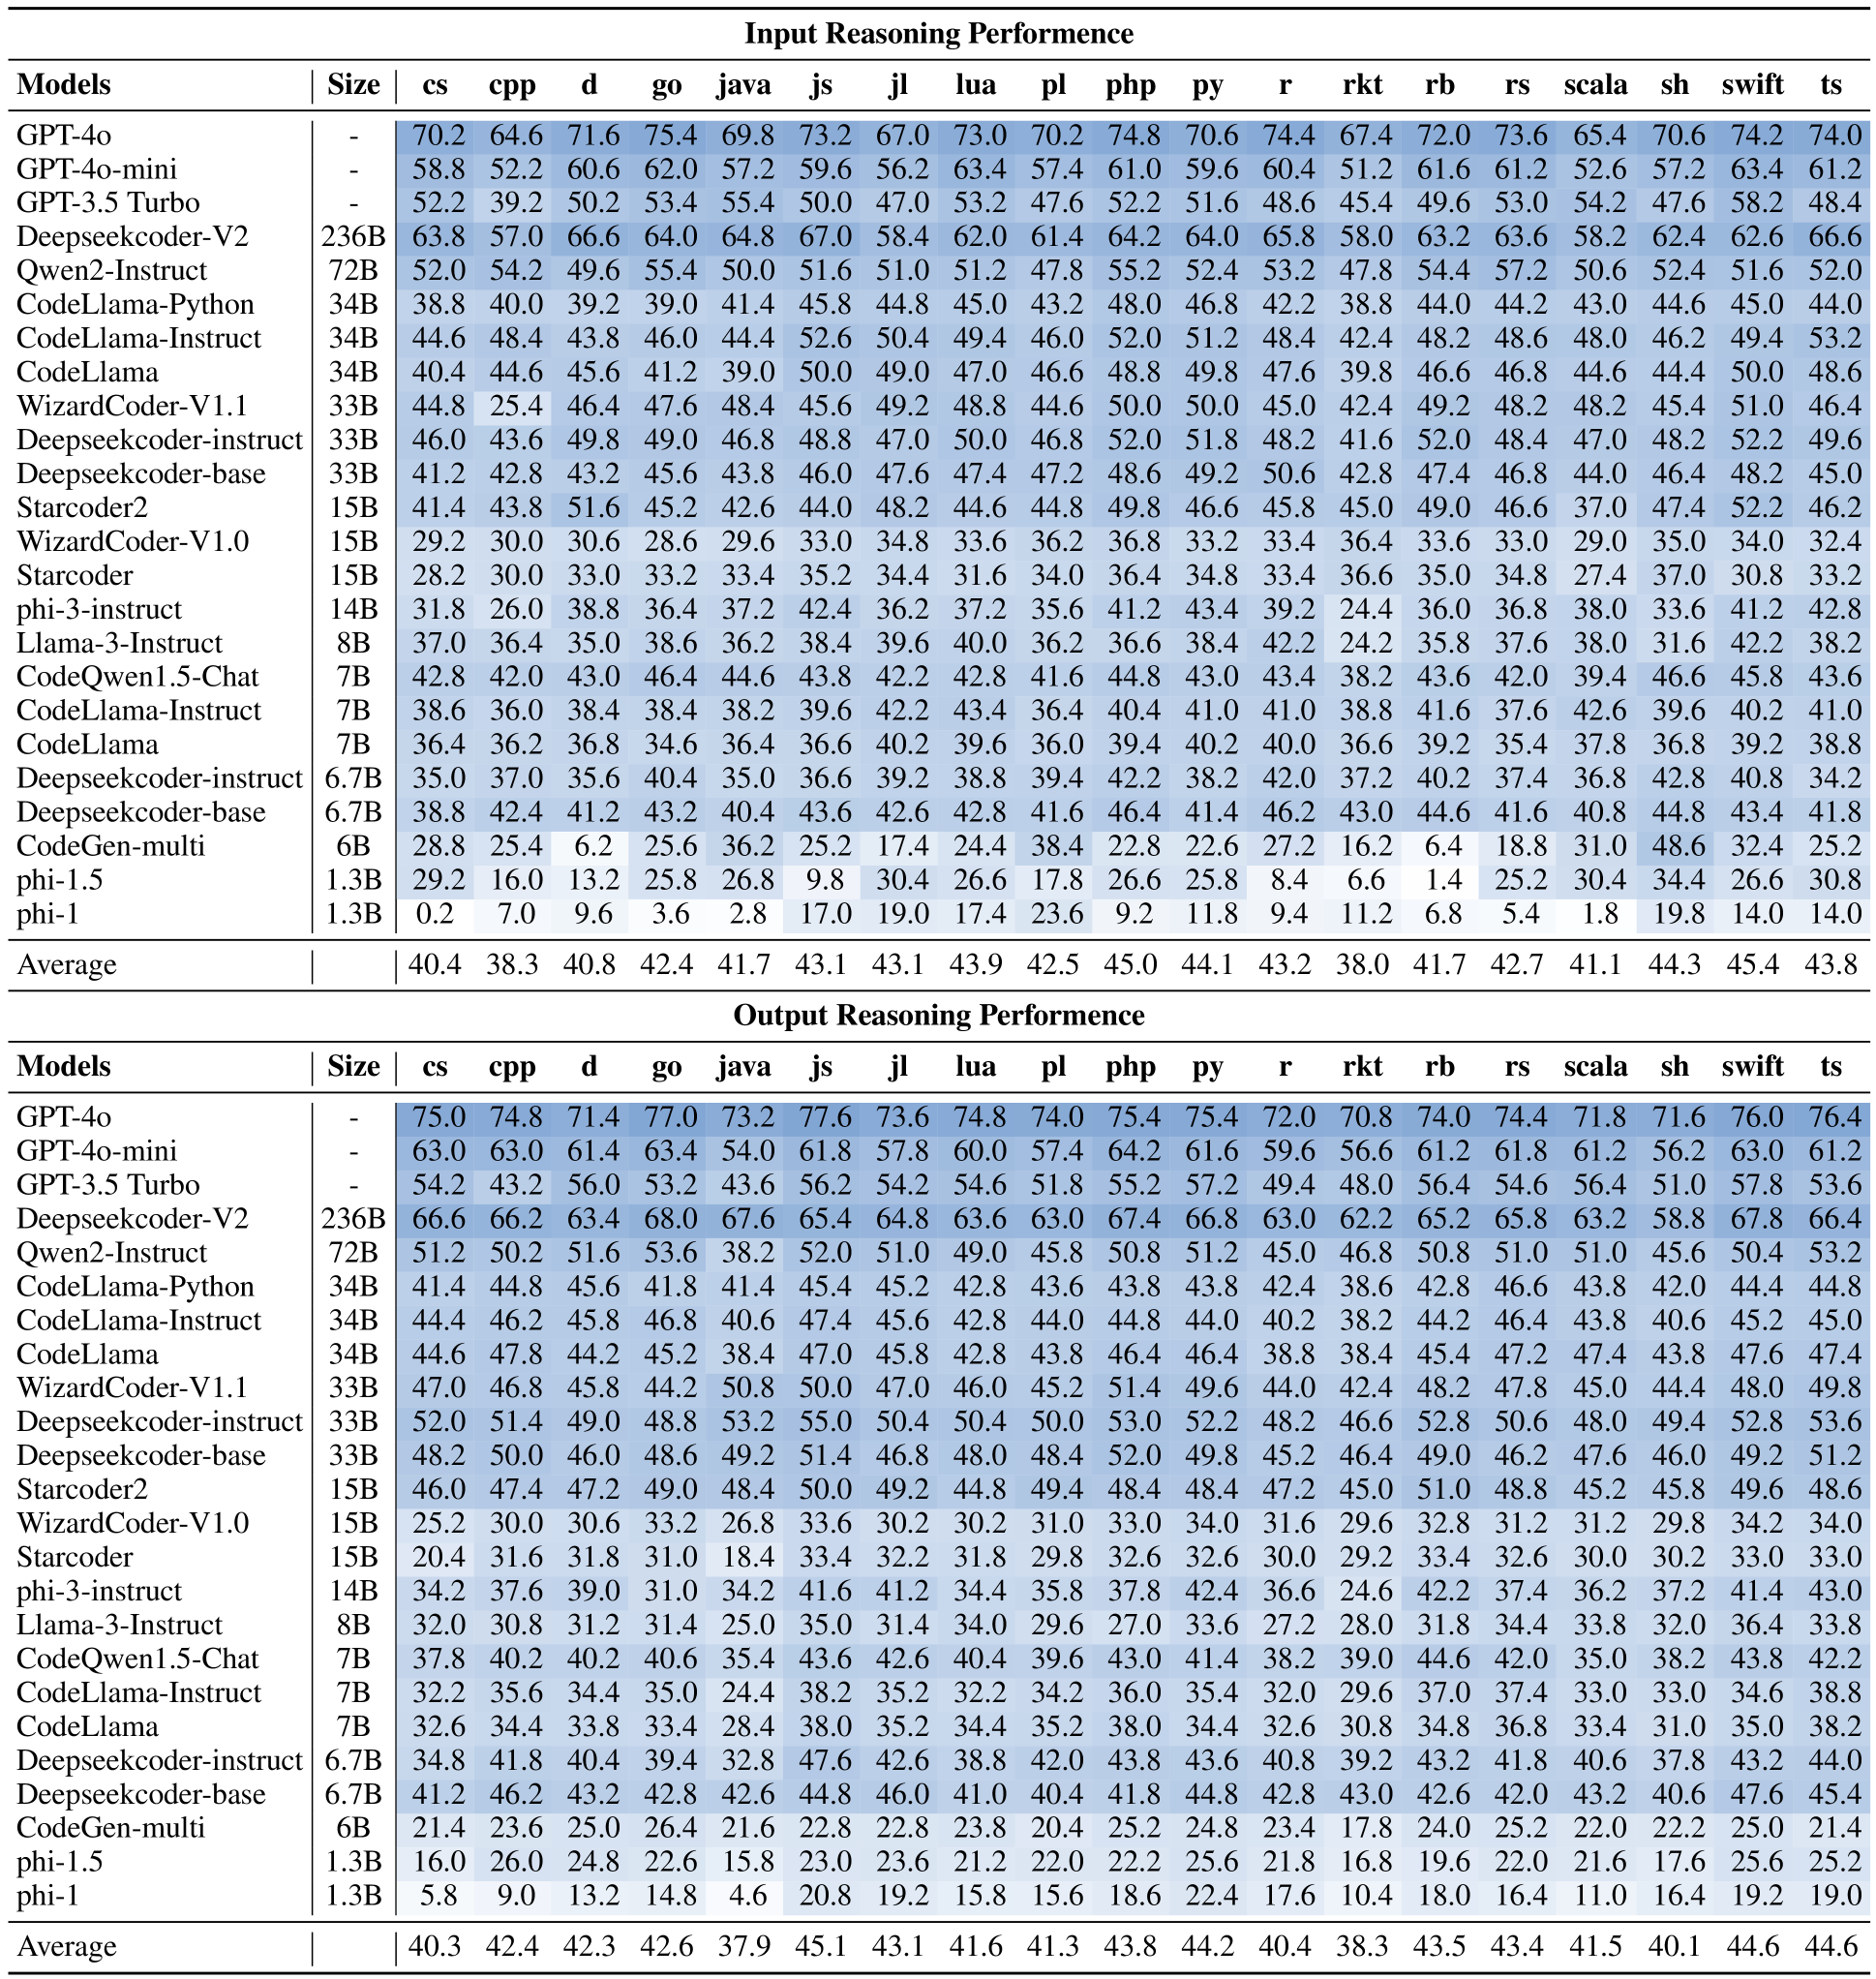 Input Reasoning Performence
Models Size cs cpp d go java js jl lua pl php py r rkt rb rs scala sh swift ts
GPT-4o - 70.2 64.6 71.6 75.4 69.8 73.2 67.0 73.0 70.2 74.8 70.6 74.4 67.4 72.0 73.6 65.4 70.6 74.2 74.0
GPT-4o-mini - 58.8 52.2 60.6 62.0 57.2 59.6 56.2 63.4 57.4 61.0 59.6 60.4 51.2 61.6 61.2 52.6 57.2 63.4 61.2
GPT-3.5 Turbo - 52.2 39.2 50.2 53.4 55.4 50.0 47.0 53.2 47.6 52.2 51.6 48.6 45.4 49.6 53.0 54.2 47.6 58.2 48.4
Deepseekcoder-V2 236B 63.8 57.0 66.6 64.0 64.8 67.0 58.4 62.0 61.4 64.2 64.0 65.8 58.0 63.2 63.6 58.2 62.4 62.6 66.6
Qwen2-Instruct 72B 52.0 54.2 49.6 55.4 50.0 51.6 51.0 51.2 47.8 55.2 52.4 53.2 47.8 54.4 57.2 50.6 52.4 51.6 52.0
CodeLlama-Python 34B 38.8 40.0 39.2 39.0 41.4 45.8 44.8 45.0 43.2 48.0 46.8 42.2 38.8 44.0 44.2 43.0 44.6 45.0 44.0
CodeLlama-Instruct 34B 44.6 48.4 43.8 46.0 44.4 52.6 50.4 49.4 46.0 52.0 51.2 48.4 42.4 48.2 48.6 48.0 46.2 49.4 53.2
CodeLlama 34B 40.4 44.6 45.6 41.2 39.0 50.0 49.0 47.0 46.6 48.8 49.8 47.6 39.8 46.6 46.8 44.6 44.4 50.0 48.6
WizardCoder-V1.1 33B 44.8 25.4 46.4 47.6 48.4 45.6 49.2 48.8 44.6 50.0 50.0 45.0 42.4 49.2 48.2 48.2 45.4 51.0 46.4
Deepseekcoder-instruct 33B 46.0 43.6 49.8 49.0 46.8 48.8 47.0 50.0 46.8 52.0 51.8 48.2 41.6 52.0 48.4 47.0 48.2 52.2 49.6
Deepseekcoder-base 33B 41.2 42.8 43.2 45.6 43.8 46.0 47.6 47.4 47.2 48.6 49.2 50.6 42.8 47.4 46.8 44.0 46.4 48.2 45.0
Starcoder2 15B 41.4 43.8 51.6 45.2 42.6 44.0 48.2 44.6 44.8 49.8 46.6 45.8 45.0 49.0 46.6 37.0 47.4 52.2 46.2
WizardCoder-V1.0 15B 29.2 30.0 30.6 28.6 29.6 33.0 34.8 33.6 36.2 36.8 33.2 33.4 36.4 33.6 33.0 29.0 35.0 34.0 32.4
Starcoder 15B 28.2 30.0 33.0 33.2 33.4 35.2 34.4 31.6 34.0 36.4 34.8 33.4 36.6 35.0 34.8 27.4 37.0 30.8 33.2
phi-3-instruct 14B 31.8 26.0 38.8 36.4 37.2 42.4 36.2 37.2 35.6 41.2 43.4 39.2 24.4 36.0 36.8 38.0 33.6 41.2 42.8
Llama-3-Instruct 8B 37.0 36.4 35.0 38.6 36.2 38.4 39.6 40.0 36.2 36.6 38.4 42.2 24.2 35.8 37.6 38.0 31.6 42.2 38.2
CodeQwen1.5-Chat 7B 42.8 42.0 43.0 46.4 44.6 43.8 42.2 42.8 41.6 44.8 43.0 43.4 38.2 43.6 42.0 39.4 46.6 45.8 43.6
CodeLlama-Instruct 7B 38.6 36.0 38.4 38.4 38.2 39.6 42.2 43.4 36.4 40.4 41.0 41.0 38.8 41.6 37.6 42.6 39.6 40.2 41.0
CodeLlama 7B 36.4 36.2 36.8 34.6 36.4 36.6 40.2 39.6 36.0 39.4 40.2 40.0 36.6 39.2 35.4 37.8 36.8 39.2 38.8
Deepseekcoder-instruct 6.7B 35.0 37.0 35.6 40.4 35.0 36.6 39.2 38.8 39.4 42.2 38.2 42.0 37.2 40.2 37.4 36.8 42.8 40.8 34.2
Deepseekcoder-base 6.7B 38.8 42.4 41.2 43.2 40.4 43.6 42.6 42.8 41.6 46.4 41.4 46.2 43.0 44.6 41.6 40.8 44.8 43.4 41.8
CodeGen-multi 6B 28.8 25.4 6.2 25.6 36.2 25.2 17.4 24.4 38.4 22.8 22.6 27.2 16.2 6.4 18.8 31.0 48.6 32.4 25.2
phi-1.5 1.3B 29.2 16.0 13.2 25.8 26.8 9.8 30.4 26.6 17.8 26.6 25.8 8.4 6.6 1.4 25.2 30.4 34.4 26.6 30.8
phi-1 1.3B 0.2 7.0 9.6 3.6 2.8 17.0 19.0 17.4 23.6 9.2 11.8 9.4 11.2 6.8 5.4 1.8 19.8 14.0 14.0
Average 40.4 38.3 40.8 42.4 41.7 43.1 43.1 43.9 42.5 45.0 44.1 43.2 38.0 41.7 42.7 41.1 44.3 45.4 43.8
Output Reasoning Performence
Models Size cs cpp d go java js jl lua pl php py r rkt rb rs scala sh swift ts
GPT-4o - 75.0 74.8 71.4 77.0 73.2 77.6 73.6 74.8 74.0 75.4 75.4 72.0 70.8 74.0 74.4 71.8 71.6 76.0 76.4
GPT-4o-mini - 63.0 63.0 61.4 63.4 54.0 61.8 57.8 60.0 57.4 64.2 61.6 59.6 56.6 61.2 61.8 61.2 56.2 63.0 61.2
GPT-3.5 Turbo - 54.2 43.2 56.0 53.2 43.6 56.2 54.2 54.6 51.8 55.2 57.2 49.4 48.0 56.4 54.6 56.4 51.0 57.8 53.6
Deepseekcoder-V2 236B 66.6 66.2 63.4 68.0 67.6 65.4 64.8 63.6 63.0 67.4 66.8 63.0 62.2 65.2 65.8 63.2 58.8 67.8 66.4
Qwen2-Instruct 72B 51.2 50.2 51.6 53.6 38.2 52.0 51.0 49.0 45.8 50.8 51.2 45.0 46.8 50.8 51.0 51.0 45.6 50.4 53.2
CodeLlama-Python 34B 41.4 44.8 45.6 41.8 41.4 45.4 45.2 42.8 43.6 43.8 43.8 42.4 38.6 42.8 46.6 43.8 42.0 44.4 44.8
CodeLlama-Instruct 34B 44.4 46.2 45.8 46.8 40.6 47.4 45.6 42.8 44.0 44.8 44.0 40.2 38.2 44.2 46.4 43.8 40.6 45.2 45.0
CodeLlama 34B 44.6 47.8 44.2 45.2 38.4 47.0 45.8 42.8 43.8 46.4 46.4 38.8 38.4 45.4 47.2 47.4 43.8 47.6 47.4
WizardCoder-V1.1 33B 47.0 46.8 45.8 44.2 50.8 50.0 47.0 46.0 45.2 51.4 49.6 44.0 42.4 48.2 47.8 45.0 44.4 48.0 49.8
Deepseekcoder-instruct 33B 52.0 51.4 49.0 48.8 53.2 55.0 50.4 50.4 50.0 53.0 52.2 48.2 46.6 52.8 50.6 48.0 49.4 52.8 53.6
Deepseekcoder-base 33B 48.2 50.0 46.0 48.6 49.2 51.4 46.8 48.0 48.4 52.0 49.8 45.2 46.4 49.0 46.2 47.6 46.0 49.2 51.2
Starcoder2 15B 46.0 47.4 47.2 49.0 48.4 50.0 49.2 44.8 49.4 48.4 48.4 47.2 45.0 51.0 48.8 45.2 45.8 49.6 48.6
WizardCoder-V1.0 15B 25.2 30.0 30.6 33.2 26.8 33.6 30.2 30.2 31.0 33.0 34.0 31.6 29.6 32.8 31.2 31.2 29.8 34.2 34.0
Starcoder 15B 20.4 31.6 31.8 31.0 18.4 33.4 32.2 31.8 29.8 32.6 32.6 30.0 29.2 33.4 32.6 30.0 30.2 33.0 33.0
phi-3-instruct 14B 34.2 37.6 39.0 31.0 34.2 41.6 41.2 34.4 35.8 37.8 42.4 36.6 24.6 42.2 37.4 36.2 37.2 41.4 43.0
Llama-3-Instruct 8B 32.0 30.8 31.2 31.4 25.0 35.0 31.4 34.0 29.6 27.0 33.6 27.2 28.0 31.8 34.4 33.8 32.0 36.4 33.8
CodeQwen1.5-Chat 7B 37.8 40.2 40.2 40.6 35.4 43.6 42.6 40.4 39.6 43.0 41.4 38.2 39.0 44.6 42.0 35.0 38.2 43.8 42.2
CodeLlama-Instruct 7B 32.2 35.6 34.4 35.0 24.4 38.2 35.2 32.2 34.2 36.0 35.4 32.0 29.6 37.0 37.4 33.0 33.0 34.6 38.8
CodeLlama 7B 32.6 34.4 33.8 33.4 28.4 38.0 35.2 34.4 35.2 38.0 34.4 32.6 30.8 34.8 36.8 33.4 31.0 35.0 38.2
Deepseekcoder-instruct 6.7B 34.8 41.8 40.4 39.4 32.8 47.6 42.6 38.8 42.0 43.8 43.6 40.8 39.2 43.2 41.8 40.6 37.8 43.2 44.0
Deepseekcoder-base 6.7B 41.2 46.2 43.2 42.8 42.6 44.8 46.0 41.0 40.4 41.8 44.8 42.8 43.0 42.6 42.0 43.2 40.6 47.6 45.4
CodeGen-multi 6B 21.4 23.6 25.0 26.4 21.6 22.8 22.8 23.8 20.4 25.2 24.8 23.4 17.8 24.0 25.2 22.0 22.2 25.0 21.4
phi-1.5 1.3B 16.0 26.0 24.8 22.6 15.8 23.0 23.6 21.2 22.0 22.2 25.6 21.8 16.8 19.6 22.0 21.6 17.6 25.6 25.2
phi-1 1.3B 5.8 9.0 13.2 14.8 4.6 20.8 19.2 15.8 15.6 18.6 22.4 17.6 10.4 18.0 16.4 11.0 16.4 19.2 19.0
Average 40.3 42.4 42.3 42.6 37.9 45.1 43.1 41.6 41.3 43.8 44.2 40.4 38.3 43.5 43.4 41.5 40.1 44.6 44.6